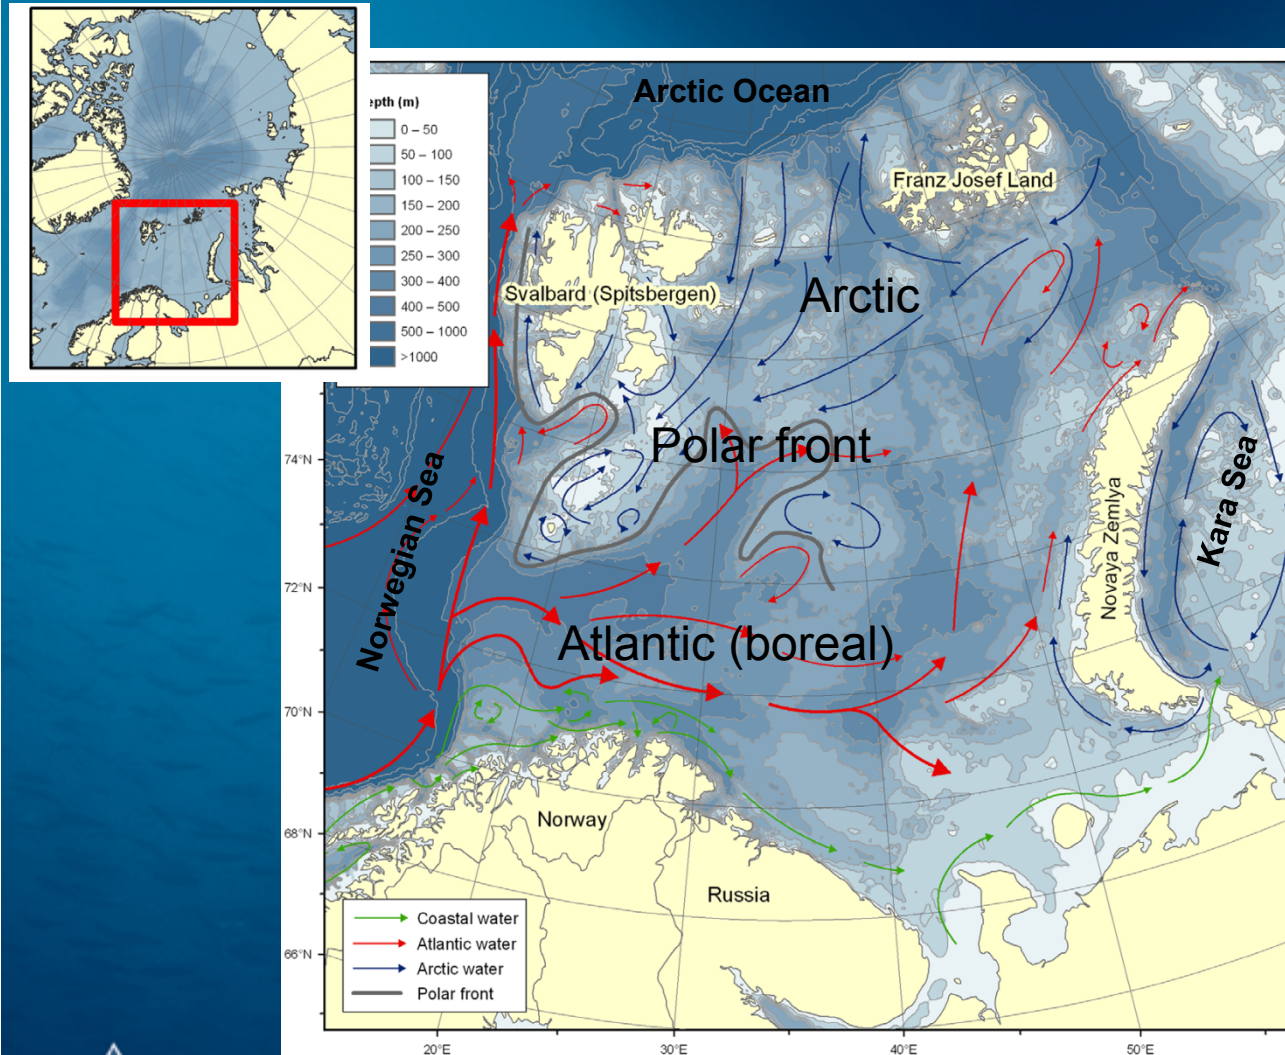 Arctic Ocean
epth (m)
0 – 50
50 – 100
100 – 150
150 – 200
200 – 250
250 – 300
300 – 400
400 – 500
500 – 1000
>1000
Franz Josef Land
Svalbard (Spitsbergen)
Arctic
Polar front
Norwegian Sea
Kara Sea
Novaya Zemlya
Atlantic (boreal)
74°N
72°N
70°N
68°N
66°N
Norway
Russia
Coastal water
Atlantic water
Arctic water
Polar front
20°E
30°E
40°E
50°E